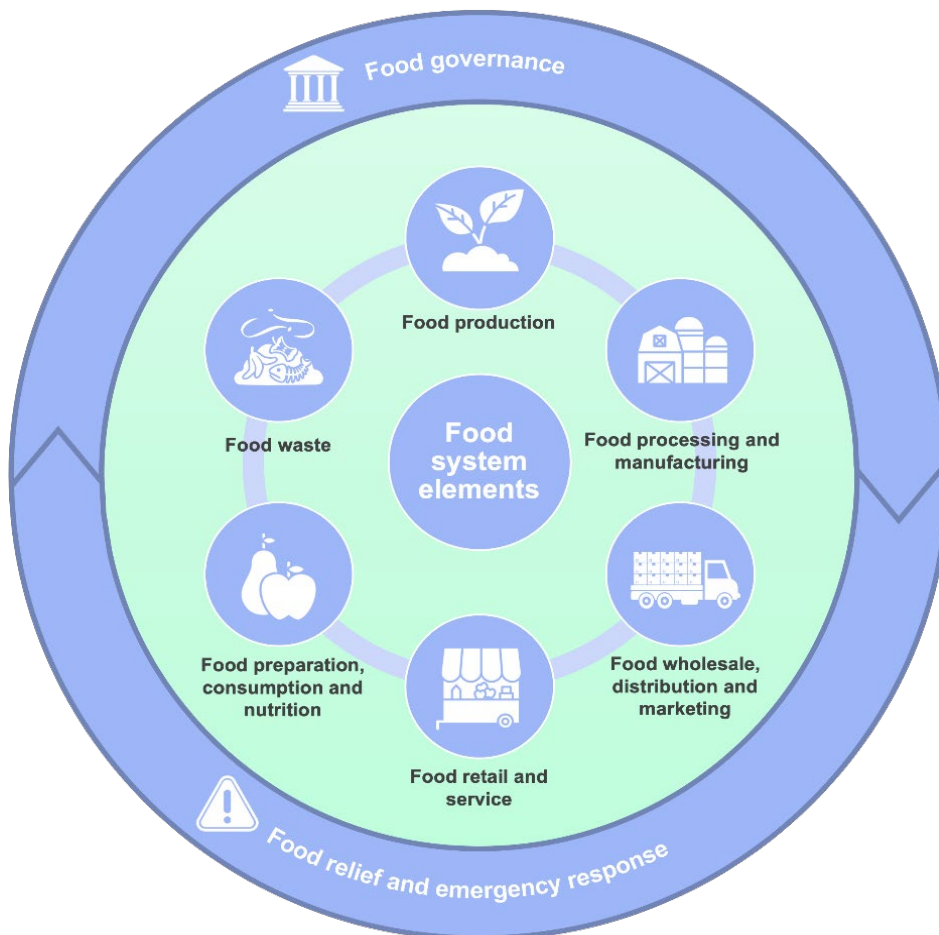 Food governance
Food production
Food waste
Food
system
elements
Food processing and
manufacturing
Food preparation,
consumption and
nutrition
Food wholesale,
distribution and
marketing
Food retail and
service
Food relief and emergency response